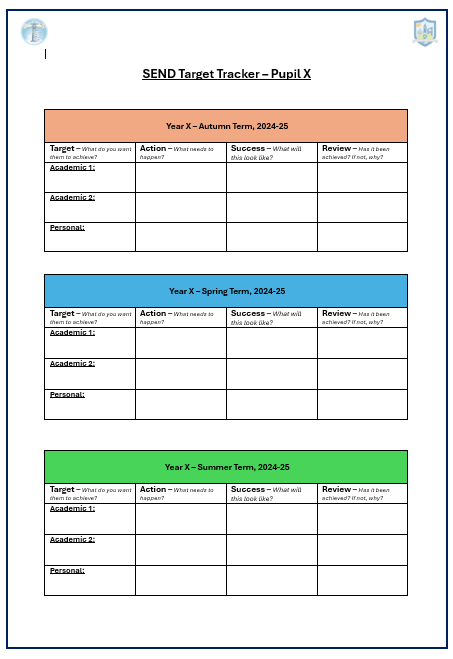 SEND Target Tracker – Pupil X
Year X – Autumn Term, 2024-25
Target – What do you want Action – What needs to Success – What will Review – Has it been
them to achieve? happen? this look like? achieved? If not, why?
Academic 1:
Academic 2:
Personal:
Year X – Spring Term, 2024-25
Target – What do you want Action – What needs to Success – What will Review – Has it been
them to achieve? happen? this look like? achieved? If not, why?
Academic 1:
Academic 2:
Personal:
Year X – Summer Term, 2024-25
Target – What do you want Action – What needs to Success – What will Review – Has it been
them to achieve? happen? this look like? achieved? If not, why?
Academic 1:
Academic 2:
Personal: